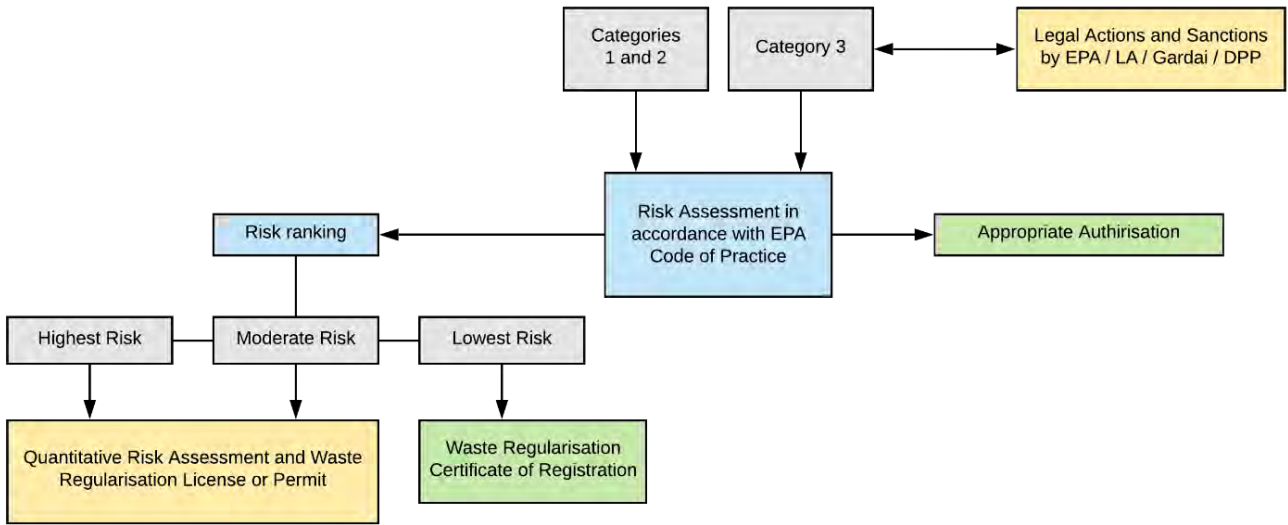 Categories
1 and 2
Category 3
Legal Actions and Sanctions
by EPA / LA / Gardai / DPP
Risk Assessment in
accordance with EPA
Code of Practice
Risk ranking
Appropriate Authirisation
Highest Risk
Moderate Risk
Lowest Risk
Quantitative Risk Assessment and Waste
Regularisation License or Permit
Waste Regularisation
Certificate of Registration